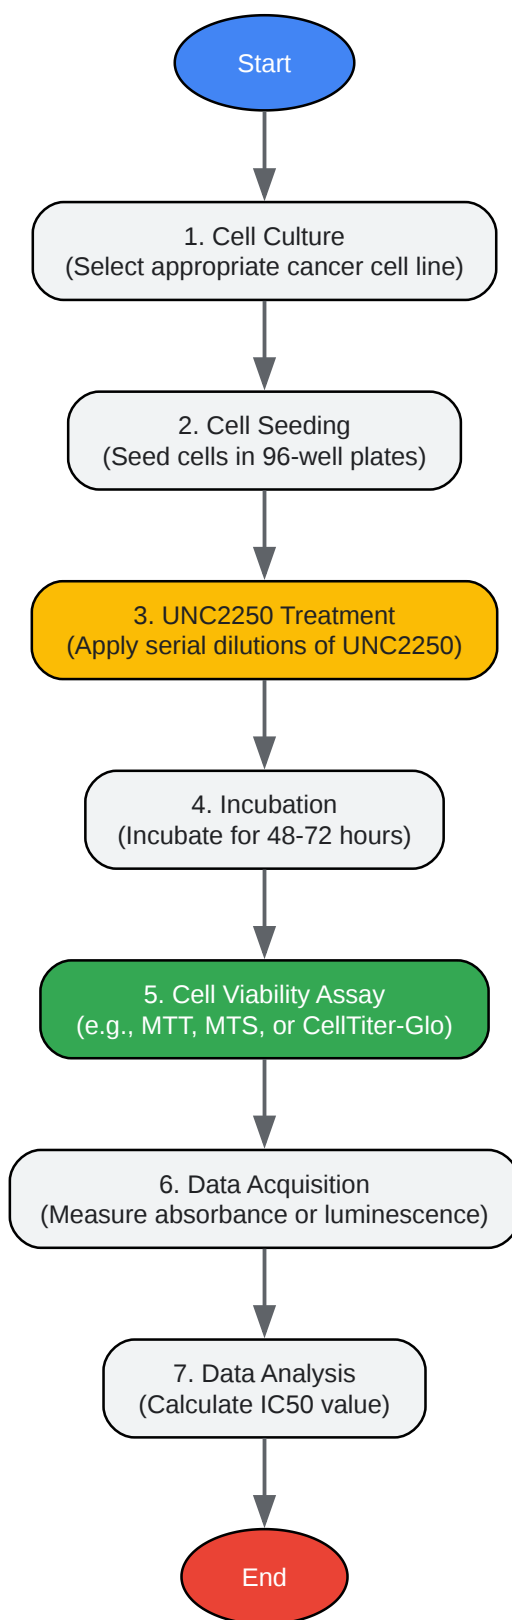 Start
1. Cell Culture
(Select appropriate cancer cell line)
2. Cell Seeding
(Seed cells in 96-well plates)
3. UNC2250 Treatment
(Apply serial dilutions of UNC2250)
4. Incubation
(Incubate for 48-72 hours)
5. Cell Viability Assay
(e.g., MTT, MTS, or CellTiter-Glo)
6. Data Acquisition
(Measure absorbance or luminescence)
7. Data Analysis
(Calculate IC50 value)
End